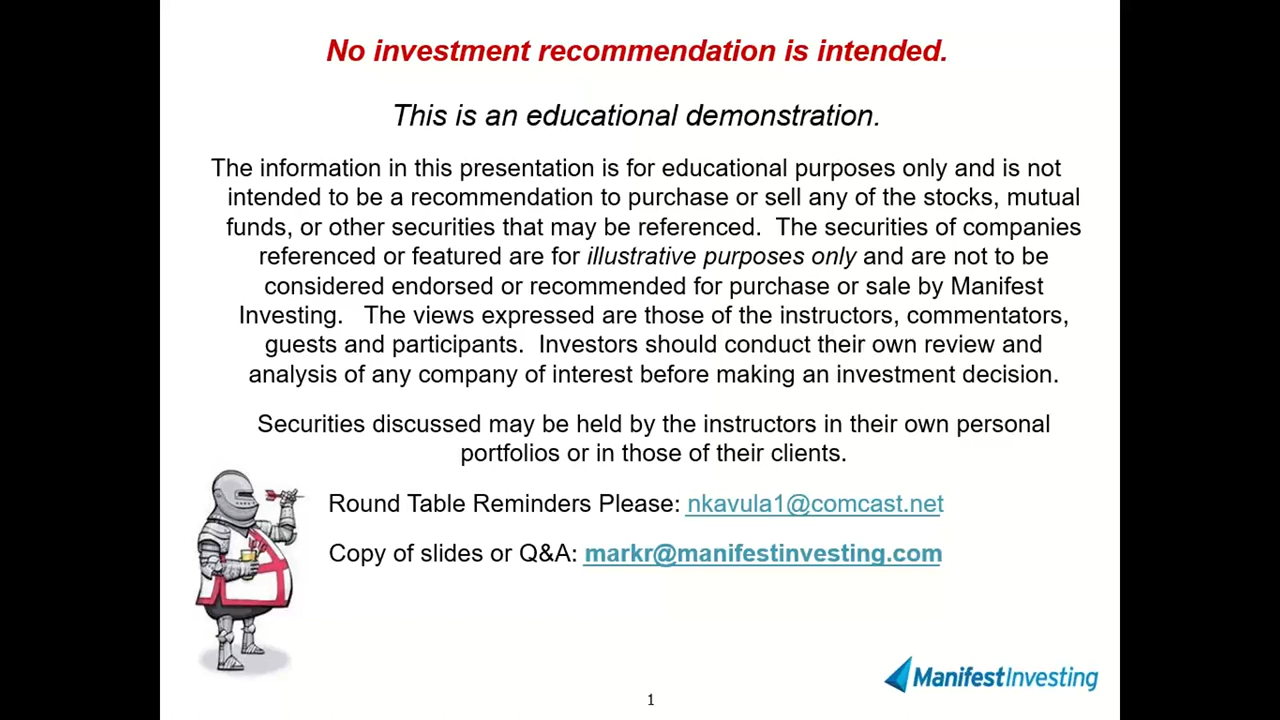 No investment recommendation is intended.
This is an educational demonstration.
The information in this presentation is for educational purposes only and is not
intended to be a recommendation to purchase or sell any of the stocks, mutual
funds, or other securities that may be referenced. The securities of companies
referenced or featured are for illustrative purposes only and are not to be
considered endorsed or recommended for purchase or sale by Manifest
Investing. The views expressed are those of the instructors, commentators,
guests and participants. Investors should conduct their own review and
analysis of any company of interest before making an investment decision.
Securities discussed may be held by the instructors in their own personal
portfolios or in those of their clients.
Round Table Reminders Please: nkavula1@comcast.net
Copy of slides or Q&A: markr@manifestinvesting.com
ManifestInvesting
1